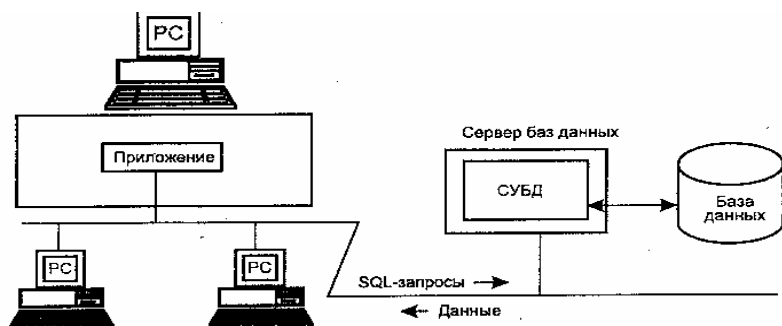 PC
Приложение
Сервер баз данных
СУБД
База
данных
PC
PC
SQL-запросы
Данные